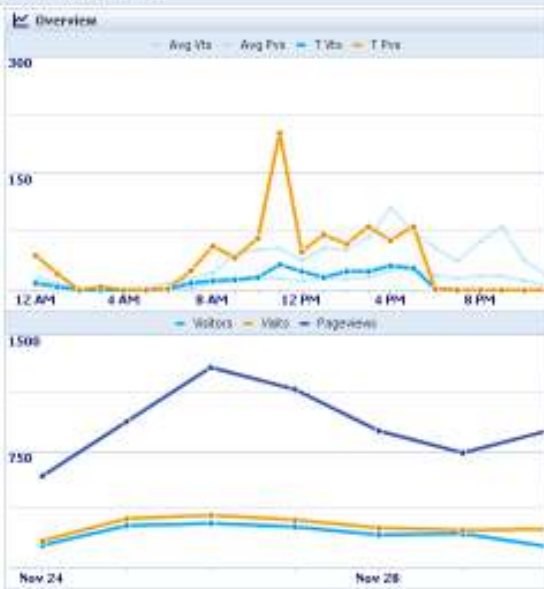 Overview
Avg Vts Avg Pvs T Vts T Pvs
300
150
12 AM 4 AM 8 AM 12 PM 4 PM 8 PM
Visitors Visits Pageviews
1500
750
Nov 24 Nov 28